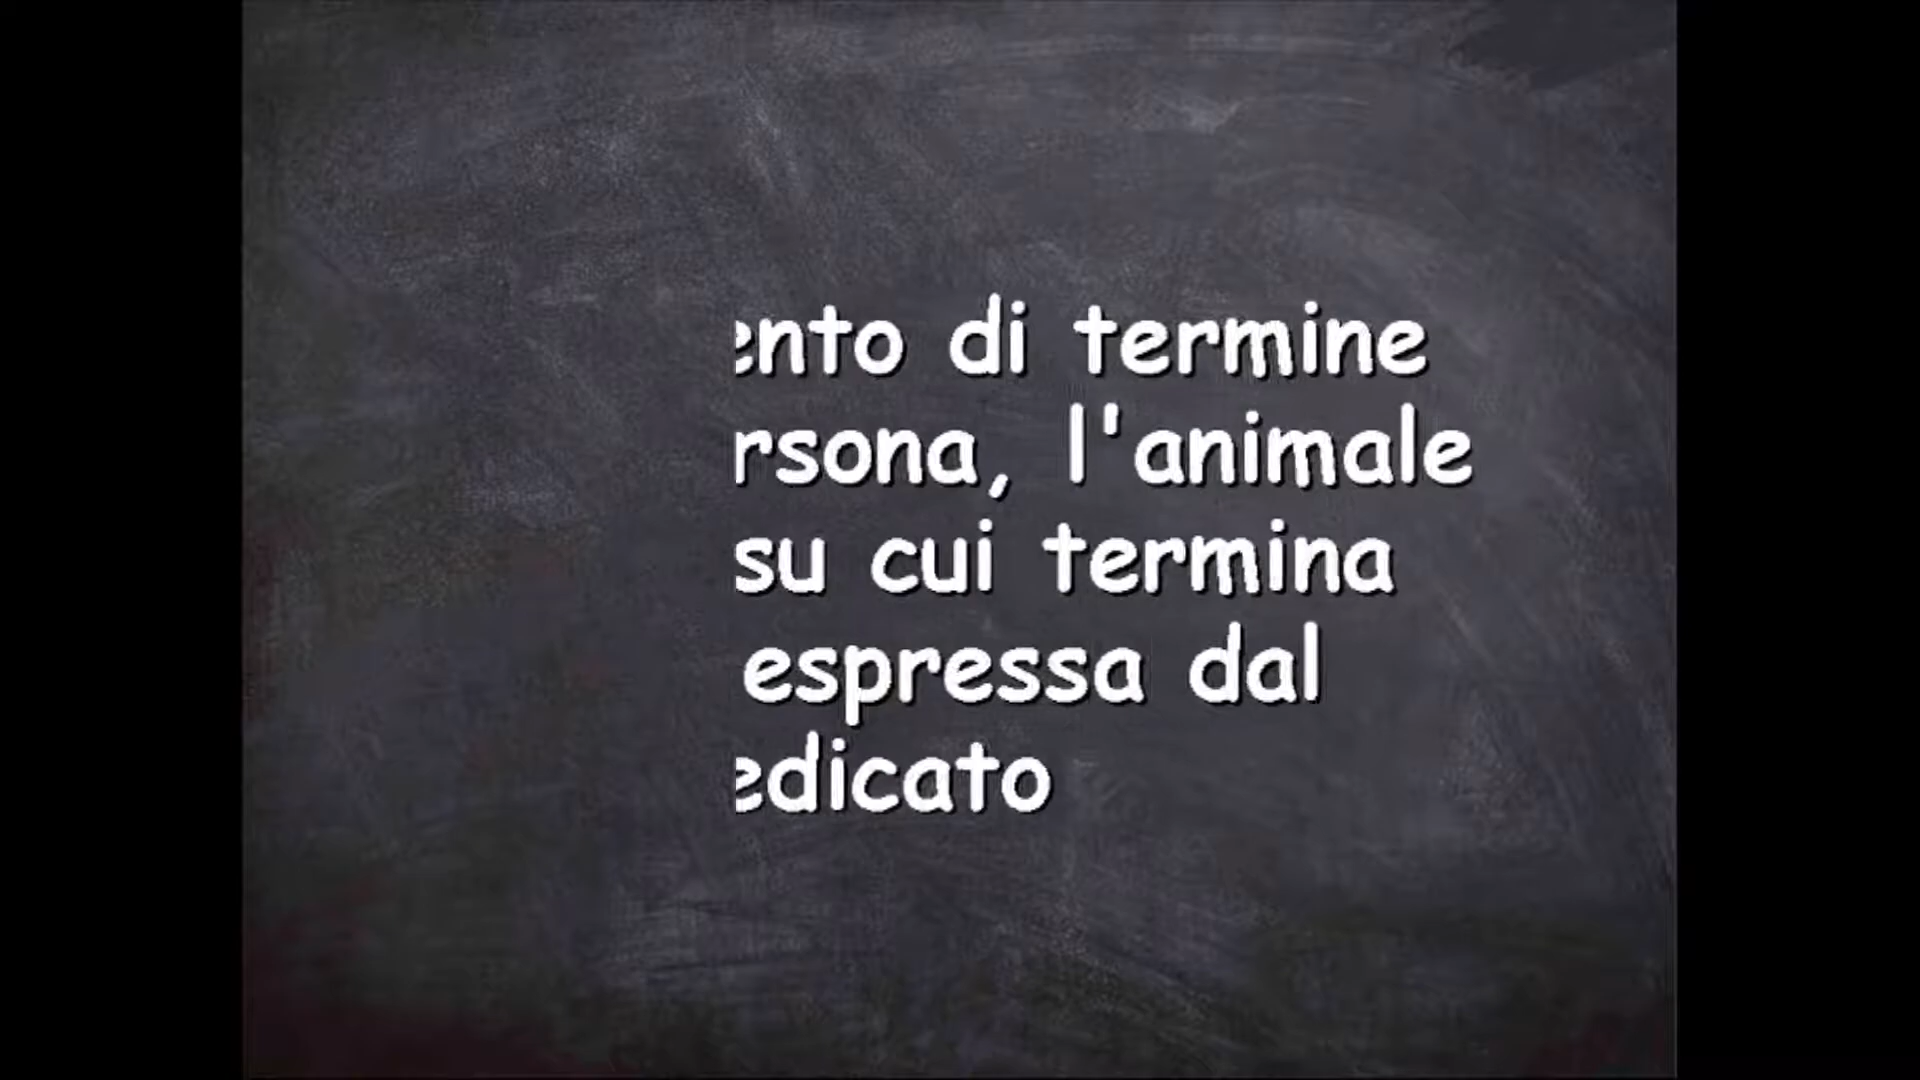 ento di termine
rsona, l'animale
su cui termina
espressa dal
edicato